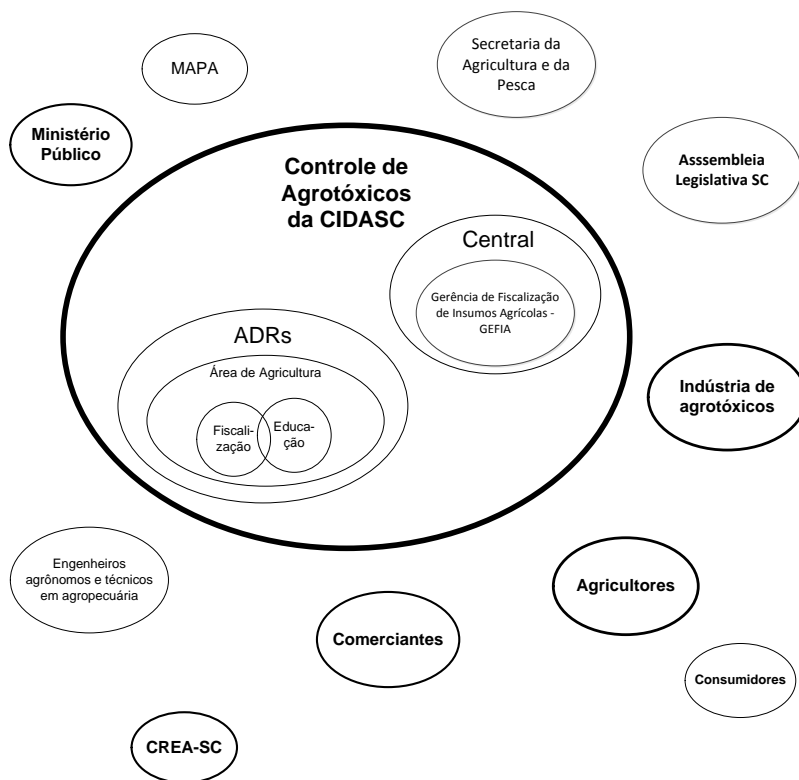 MAPA
Secretaria da
Agricultura e da
Pesca
Ministério
Público
Asssembleia
Legislativa SC
Controle de
Agrotóxicos
da CIDASC
Central
Gerência de Fiscalização
de Insumos Agrícolas -
GEFIA
ADRs
Área de Agricultura
Fiscali-
zação
Educa-
ção
Indústria de
agrotóxicos
Engenheiros
agrônomos e técnicos
em agropecuária
Agricultores
Comerciantes
Consumidores
CREA-SC